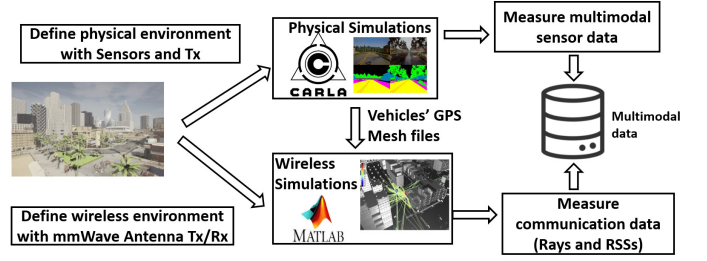 Define physical environment
with Sensors and Tx
Physical Simulations
CARLA
Measure multimodal
sensor data
Vehicles' GPS
Mesh files
Multimodal
data
Define wireless environment
with mmWave Antenna Tx/Rx
Wireless
Simulations
MATLAB
Measure
communication data
(Rays and RSSs)